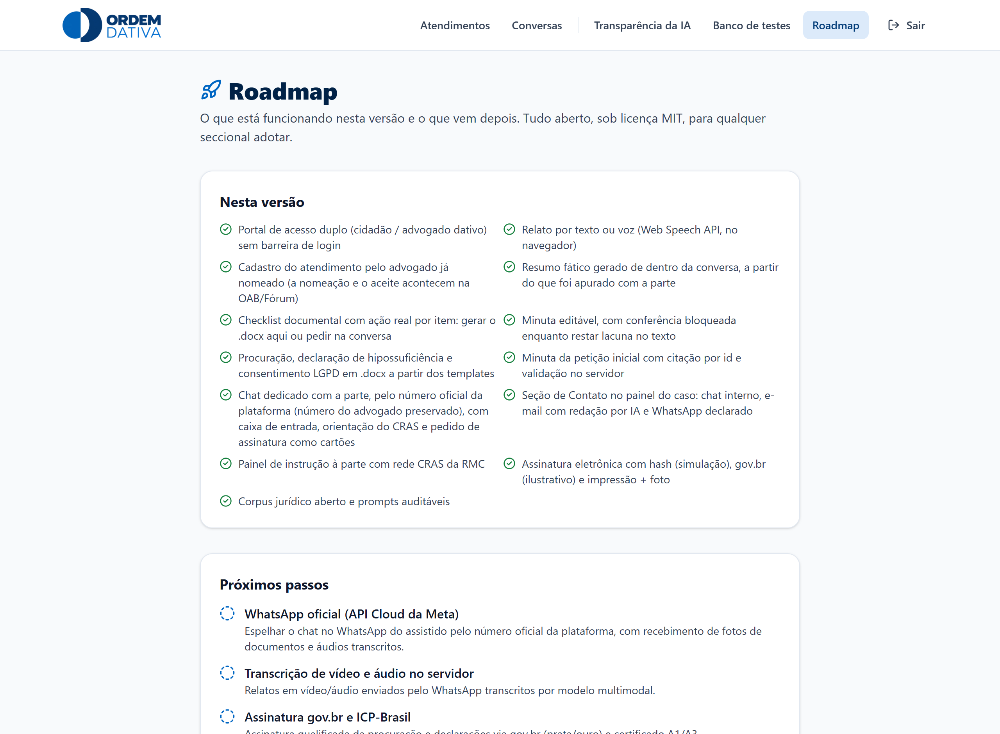 ORDEM
DATIVA
Atendimentos
Conversas
Transparência da IA
Banco de testes
Roadmap
Sair
Roadmap
O que está funcionando nesta versão e o que vem depois. Tudo aberto, sob licença MIT, para qualquer
seccional adotar.
Nesta versão
Portal de acesso duplo (cidadão / advogado dativo)
sem barreira de login
Relato por texto ou voz (Web Speech API, no
navegador)
Cadastro do atendimento pelo advogado já
nomeado (a nomeação e o aceite acontecem na
OAB/Fórum)
Resumo fático gerado de dentro da conversa, a partir
do que foi apurado com a parte
Checklist documental com ação real por item: gerar o
.docx aqui ou pedir na conversa
Minuta editável, com conferência bloqueada
enquanto restar lacuna no texto
Procuração, declaração de hipossuficiência e
consentimento LGPD em .docx a partir dos templates
Minuta da petição inicial com citação por id e
validação no servidor
Chat dedicado com a parte, pelo número oficial da
plataforma (número do advogado preservado), com
caixa de entrada, orientação do CRAS e pedido de
assinatura como cartões
Seção de Contato no painel do caso: chat interno, e-
mail com redação por IA e WhatsApp declarado
Painel de instrução à parte com rede CRAS da RMC
Assinatura eletrônica com hash (simulação), gov.br
(ilustrativo) e impressão + foto
Corpus jurídico aberto e prompts auditáveis
Próximos passos
WhatsApp oficial (API Cloud da Meta)
Espelhar o chat no WhatsApp do assistido pelo número oficial da plataforma, com recebimento de fotos de
documentos e áudios transcritos.
Transcrição de vídeo e áudio no servidor
Relatos em vídeo/áudio enviados pelo WhatsApp transcritos por modelo multimodal.
Assinatura gov.br e ICP-Brasil
Assinatura qualificada da procuração e declarações via gov.br (prata/ouro) e certificado A1/A3